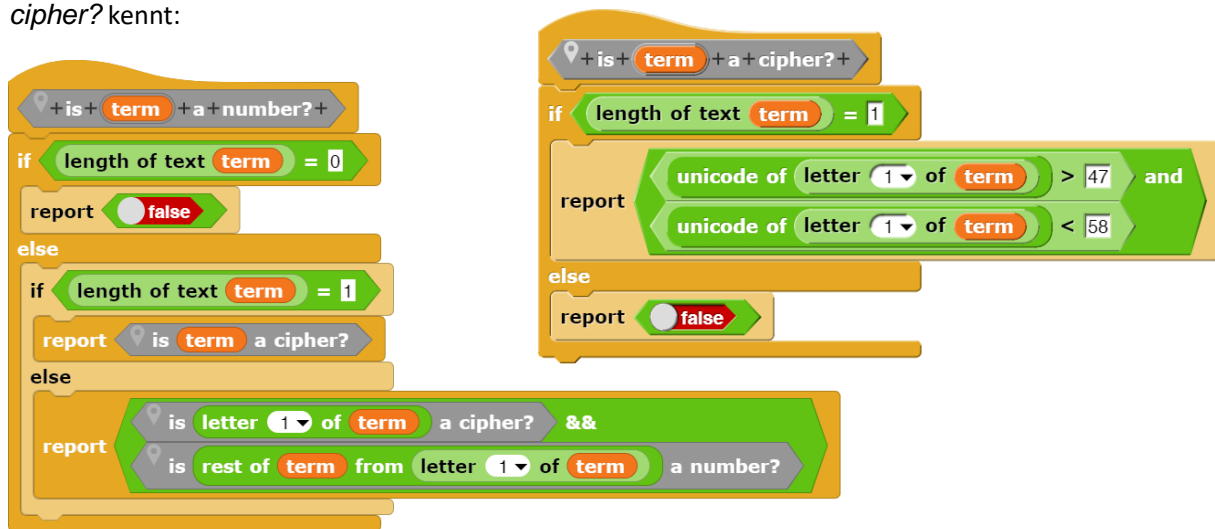 cipher? kennt:
+is+ term +a+number?+
if length of text term = 0
report false
else
if length of text term = 1
report is term a cipher?
else
report is letter 1 of term a cipher? &&
is rest of term from letter 1 of term a number?
+is+ term +a+cipher?+
if length of text term = 1
report unicode of letter 1 of term > 47 and
unicode of letter 1 of term < 58
else
report false